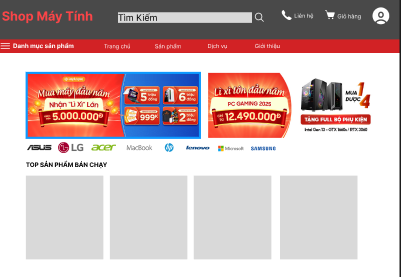 Shop Máy Tính
Tìm Kiếm
Liên hệ
Giỏ hàng
Danh mục sản phẩm
Trang chủ
Sản phẩm
Dịch vụ
Giới thiệu
Mua máy đầu năm
Nhận "Lì Xì" Lớn
5.000.000Đ
Lì xì tôn đầu năm
PC GAMING 2025
12.490.000Đ
MUA 1
ĐƯỢC 4
TẶNG FULL BỘ PHỤ KIỆN
ASUS
LG
acer
MacBook
hp
lenovo
Microsoft
SAMSUNG
TOP SẢN PHẨM BÁN CHẠY